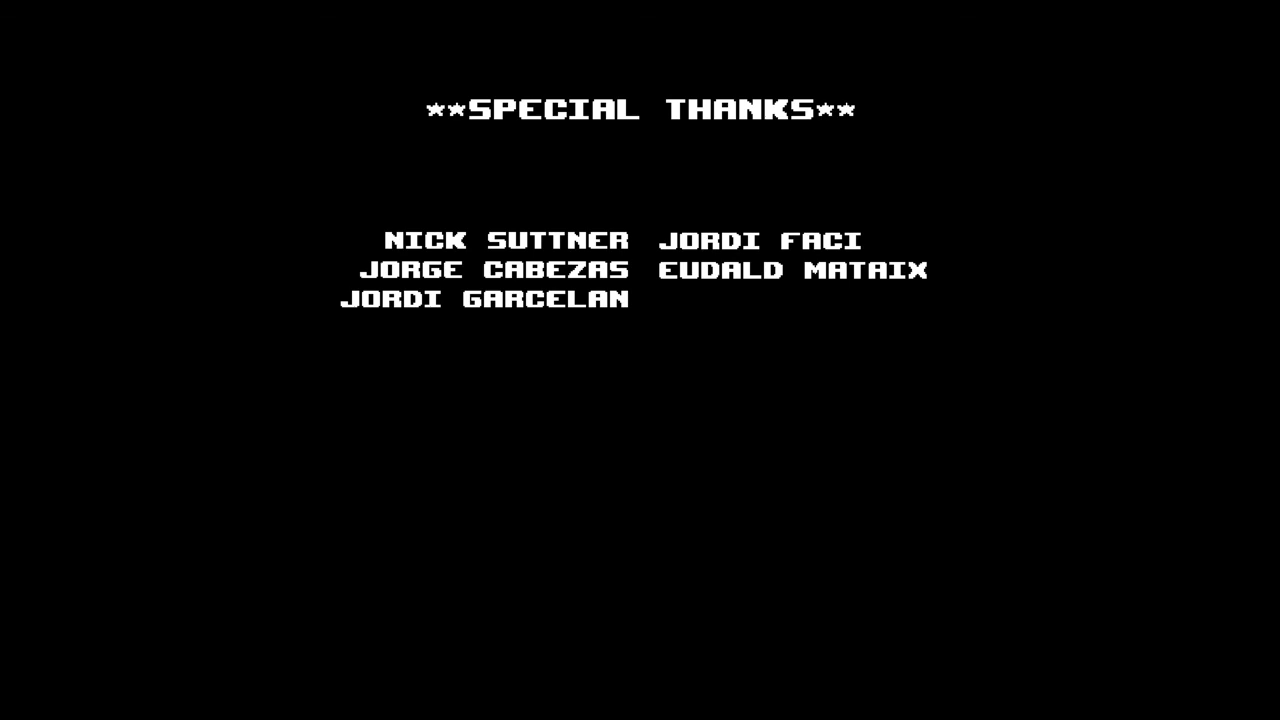 **SPECIAL THANKS**
NICK SUTTNER JORDI FACI
JORGE CABEZAS EUDALD MATAIX
JORDI GARCELAN